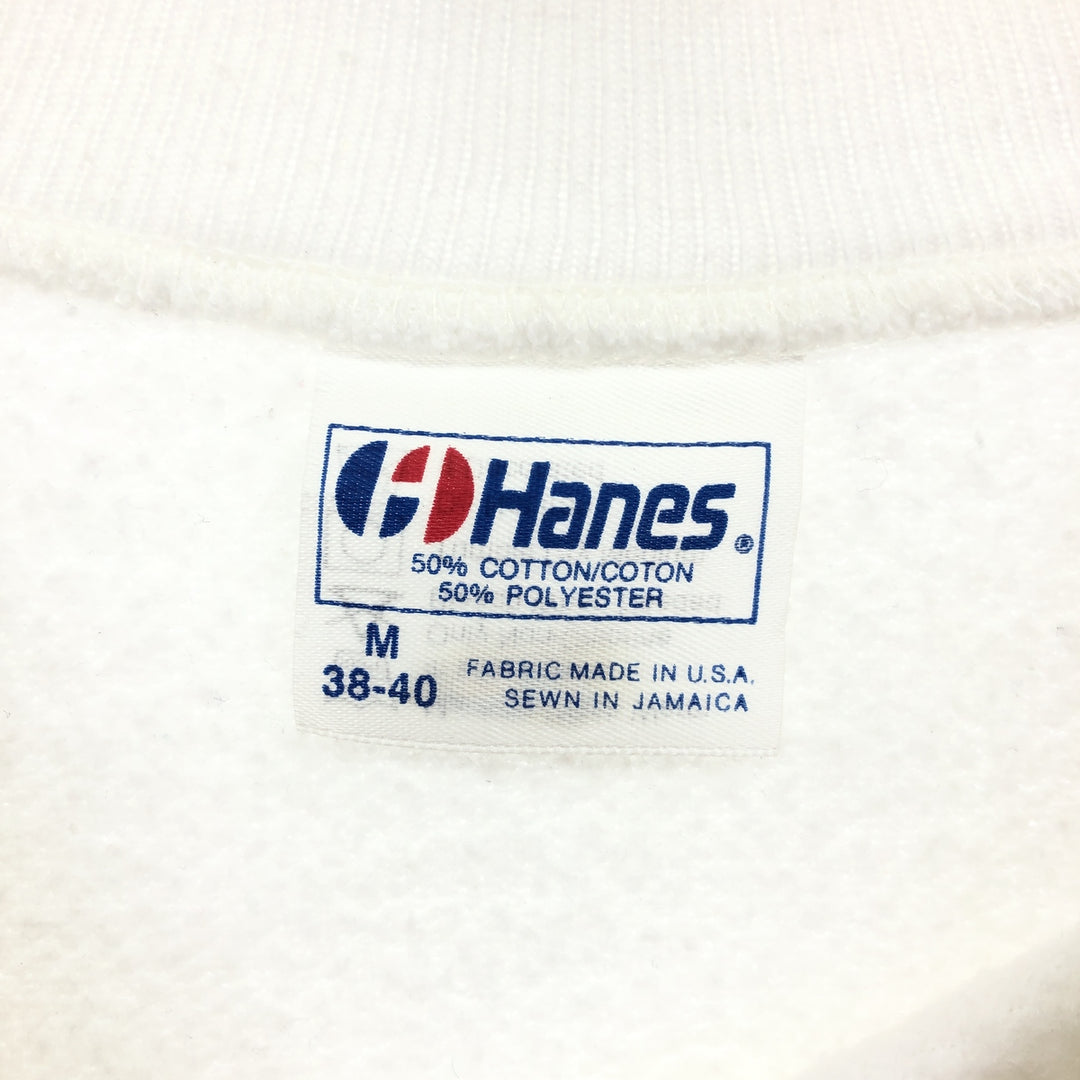 Hanes®
50% COTTON/COTON
50% POLYESTER
M
38-40
FABRIC MADE IN U.S.A.
SEWN IN JAMAICA